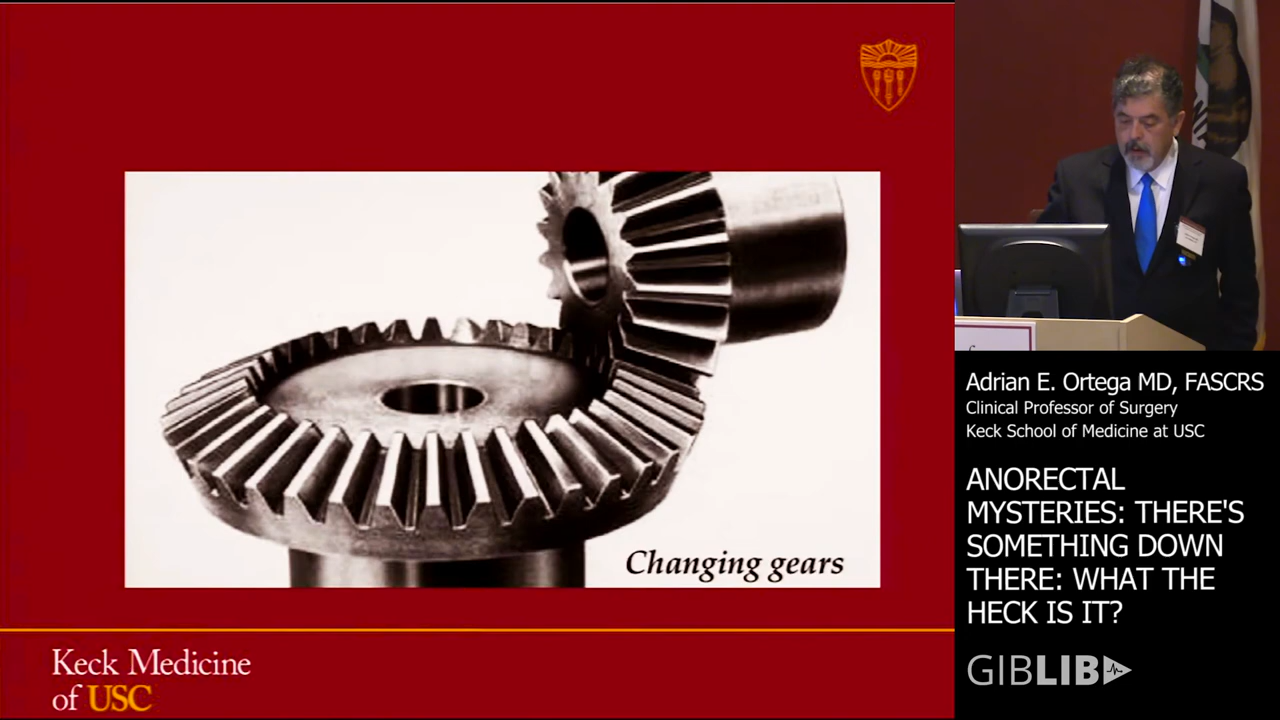 Changing gears
Keck Medicine
of USC
Adrian E. Ortega MD, FASCRS
Clinical Professor of Surgery
Keck School of Medicine at USC
ANORECTAL
MYSTERIES: THERE'S
SOMETHING DOWN
THERE: WHAT THE
HECK IS IT?
GIBLIB